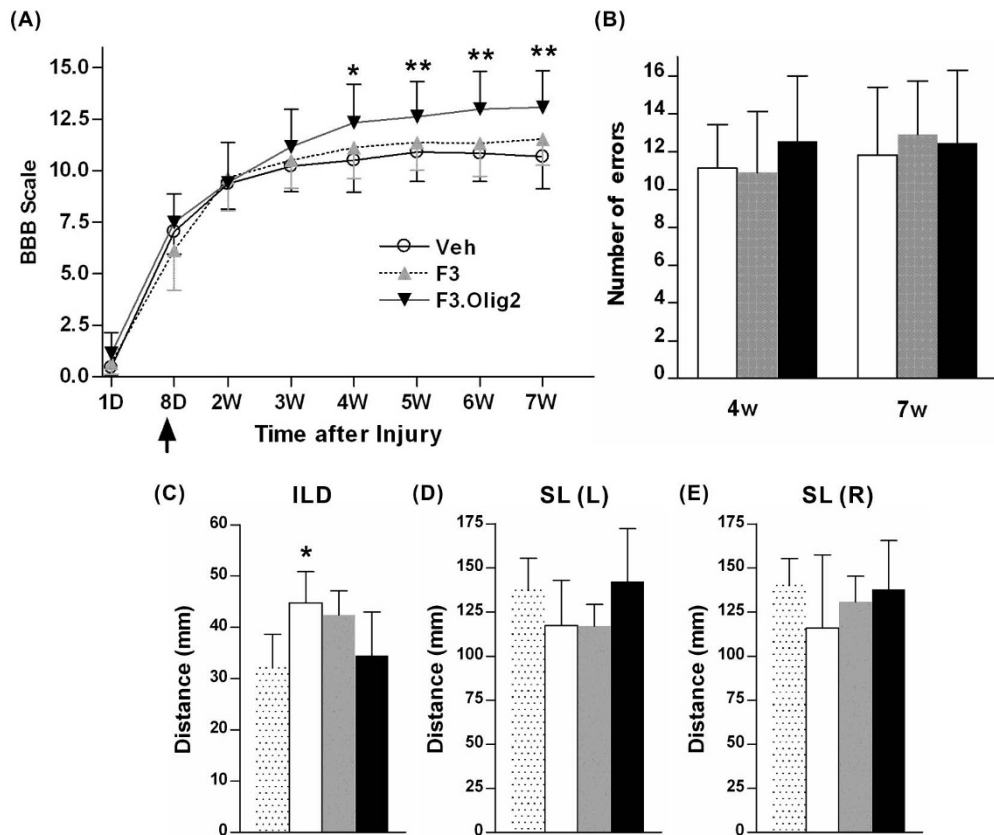 (A)
BBB Scale
15.0
12.5
10.0
7.5
5.0
2.5
0.0
* ** ** **
Veh
F3
F3.Olig2
1D 8D 2W 3W 4W 5W 6W 7W
Time after Injury
(B)
Number of errors
16
14
12
10
8
6
4
2
0
4w 7w
(C) ILD
Distance (mm)
60
50
40
30
20
10
0
*
(D) SL (L)
Distance (mm)
175
150
125
100
75
50
25
0
(E) SL (R)
Distance (mm)
175
150
125
100
75
50
25
0